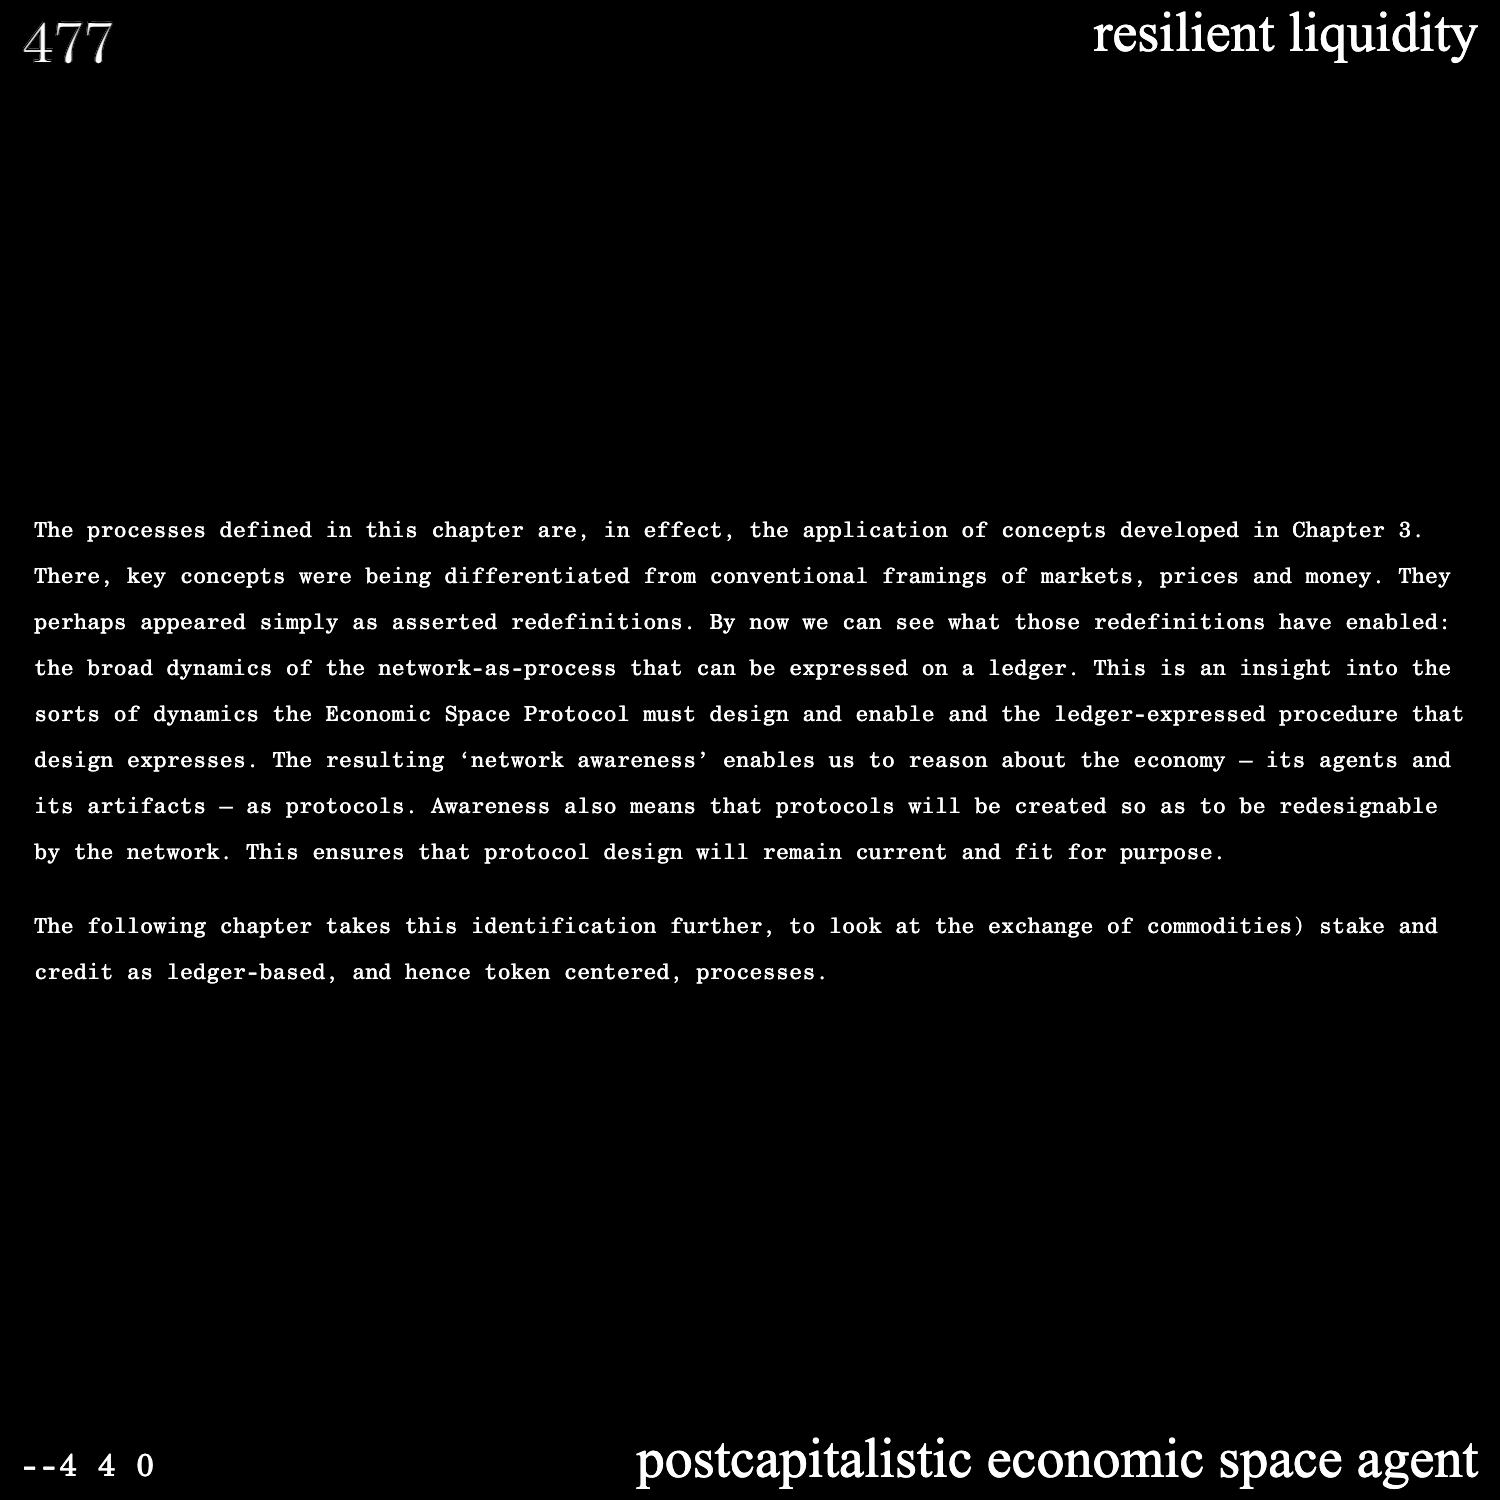 477
resilient liquidity
The processes defined in this chapter are, in effect, the application of concepts developed in Chapter 3.
There, key concepts were being differentiated from conventional framings of markets, prices and money. They
perhaps appeared simply as asserted redefinitions. By now we can see what those redefinitions have enabled:
the broad dynamics of the network-as-process that can be expressed on a ledger. This is an insight into the
sorts of dynamics the Economic Space Protocol must design and enable and the ledger-expressed procedure that
design expresses. The resulting ‘network awareness’ enables us to reason about the economy — its agents and
its artifacts — as protocols. Awareness also means that protocols will be created so as to be redesignable
by the network. This ensures that protocol design will remain current and fit for purpose.
The following chapter takes this identification further, to look at the exchange of commodities) stake and
credit as ledger-based, and hence token centered, processes.
--4 4 0
postcapitalistic economic space agent